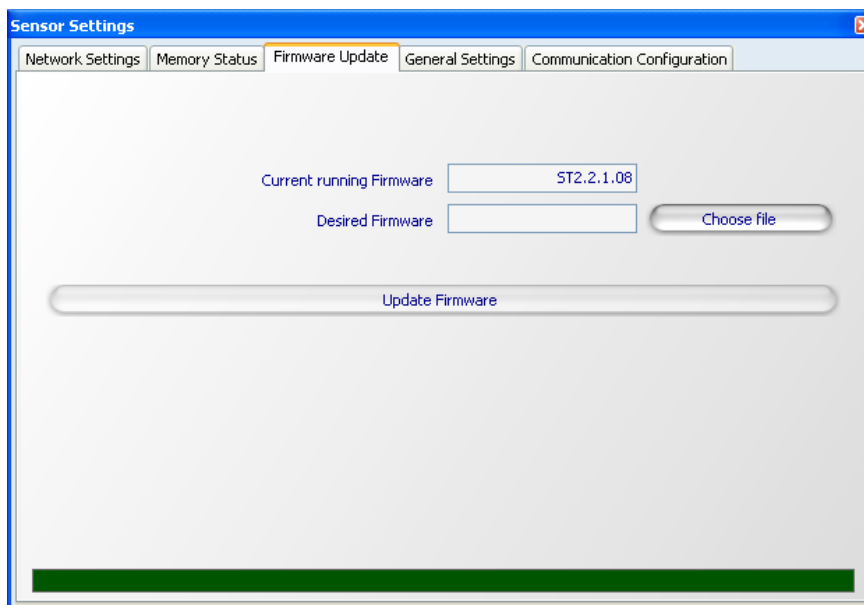 Sensor Settings
Network Settings Memory Status Firmware Update General Settings Communication Configuration
Current running Firmware ST2.2.1.08
Desired Firmware Choose file
Update Firmware